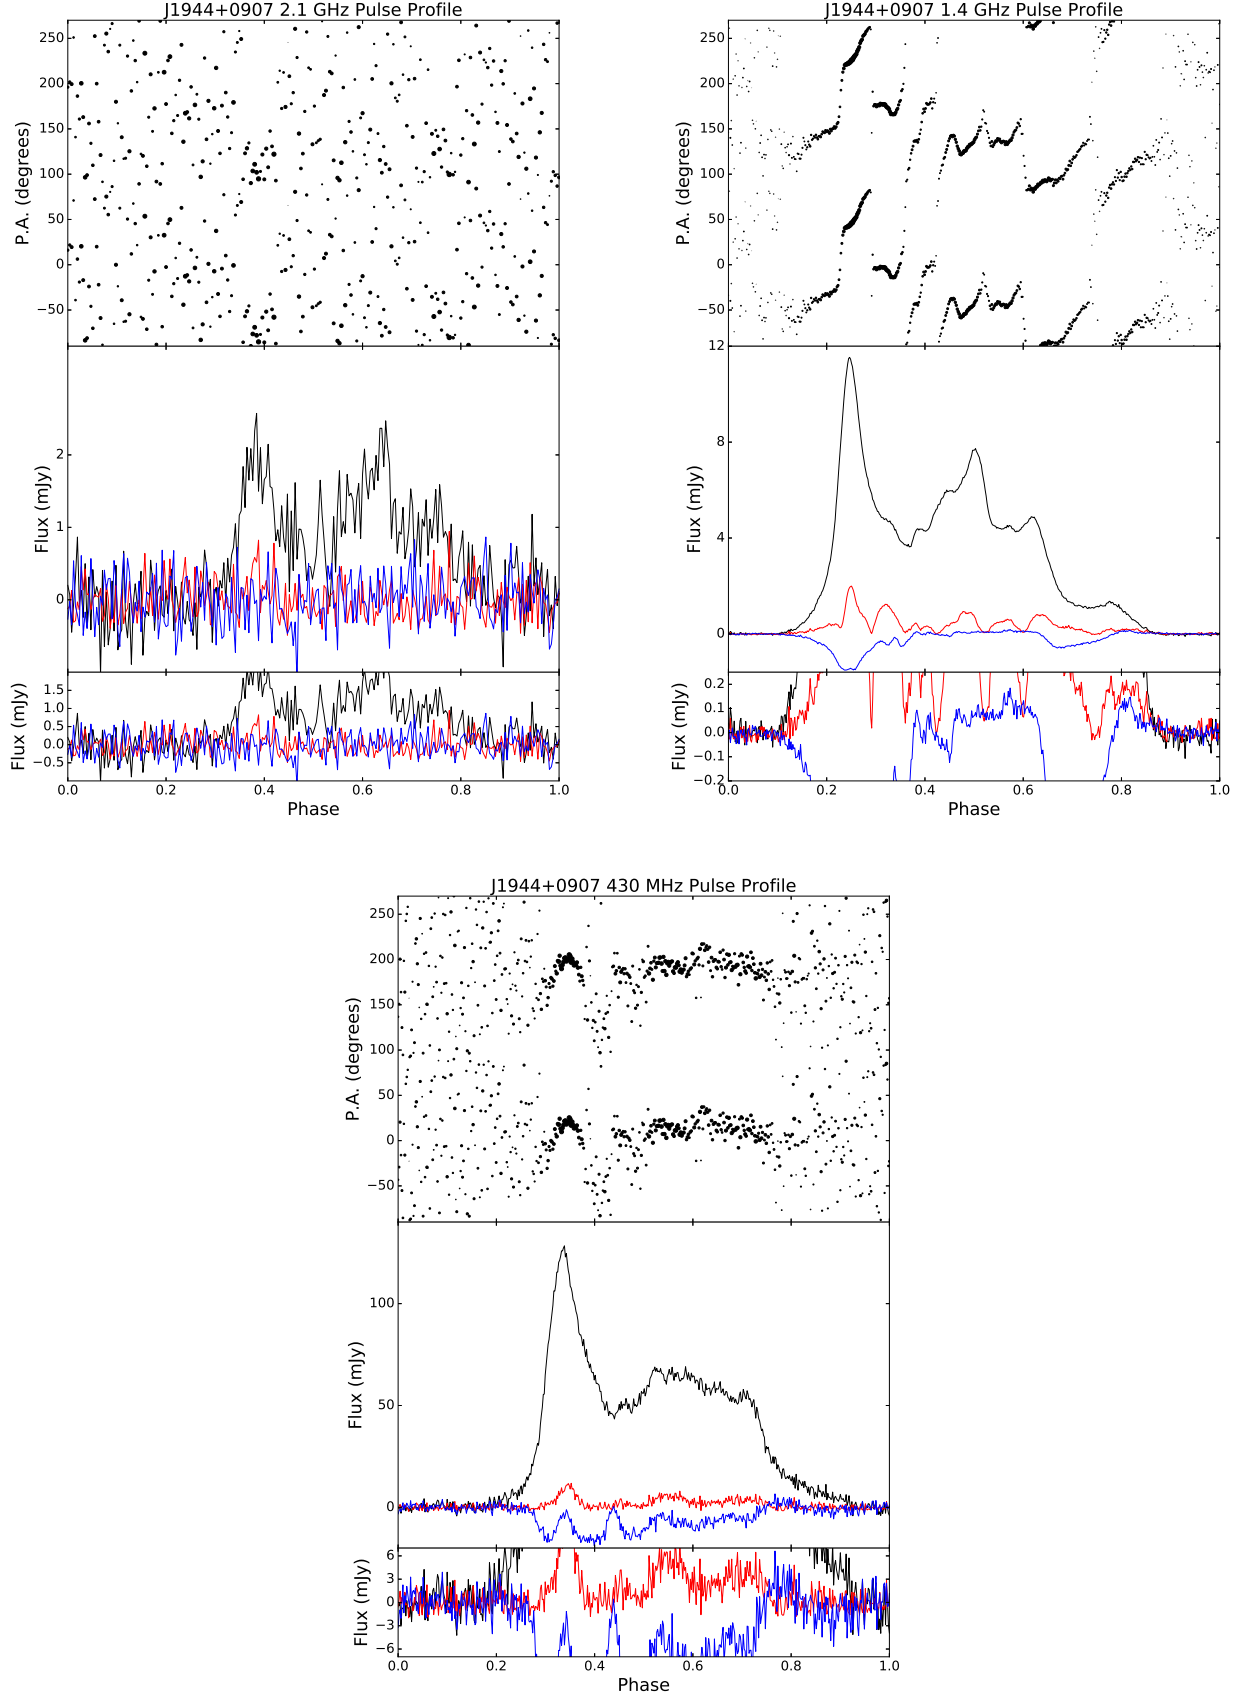 J1944+0907 2.1 GHz Pulse Profile
250
200
150
100
50
0
−50
P.A. (degrees)
2
1
0
Flux (mJy)
1.5
1.0
0.5
0.0
−0.5
Flux (mJy)
0.0 0.2 0.4 0.6 0.8 1.0
Phase
J1944+0907 1.4 GHz Pulse Profile
250
200
150
100
50
0
−50
P.A. (degrees)
12
8
4
0
Flux (mJy)
0.2
0.1
0.0
−0.1
−0.2
Flux (mJy)
0.0 0.2 0.4 0.6 0.8 1.0
Phase
J1944+0907 430 MHz Pulse Profile
250
200
150
100
50
0
−50
P.A. (degrees)
100
50
0
Flux (mJy)
6
3
0
−3
−6
Flux (mJy)
0.0 0.2 0.4 0.6 0.8 1.0
Phase